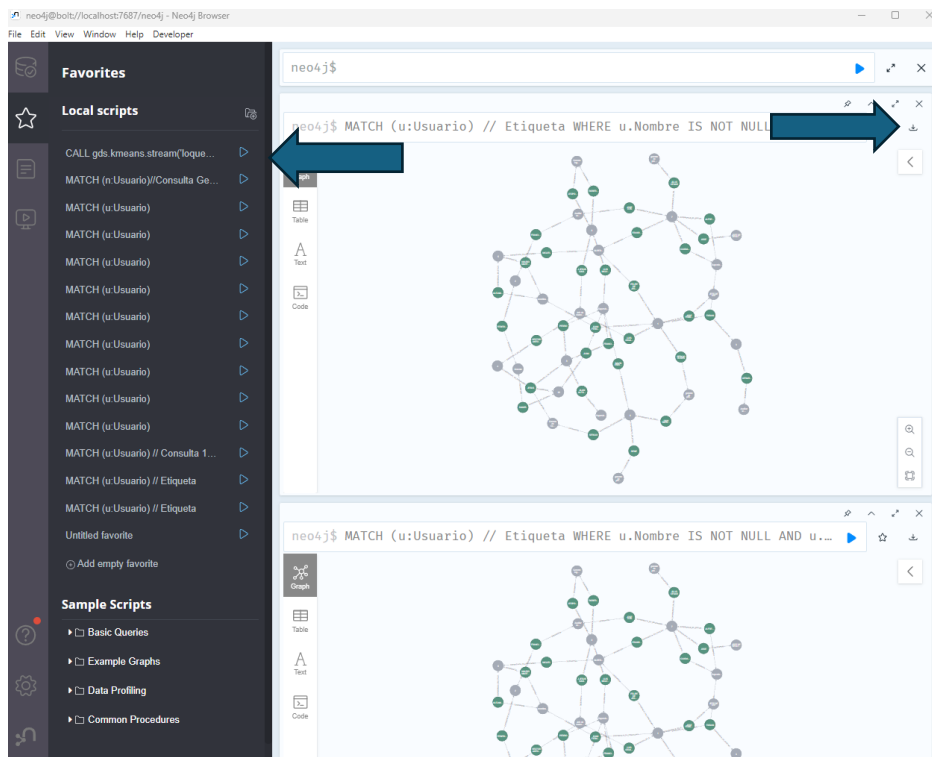 neo4j@bolt://localhost:7687/neo4j - Neo4j Browser
File Edit View Window Help Developer
Favorites
Local scripts
CALL gds.kmeans.stream('loque...
MATCH (n:Usuario)//Consulta Ge...
MATCH (u:Usuario)
MATCH (u:Usuario)
MATCH (u:Usuario)
MATCH (u:Usuario)
MATCH (u:Usuario)
MATCH (u:Usuario)
MATCH (u:Usuario)
MATCH (u:Usuario)
MATCH (u:Usuario)
MATCH (u:Usuario) // Consulta 1...
MATCH (u:Usuario) // Etiqueta
MATCH (u:Usuario) // Etiqueta
Untitled favorite
Add empty favorite
Sample Scripts
Basic Queries
Example Graphs
Data Profiling
Common Procedures
neo4j$
neo4j$ MATCH (u:Usuario) // Etiqueta WHERE u.Nombre IS NOT NULL
Table
Text
Code
neo4j$ MATCH (u:Usuario) // Etiqueta WHERE u.Nombre IS NOT NULL AND u....
Graph
Table
Text
Code